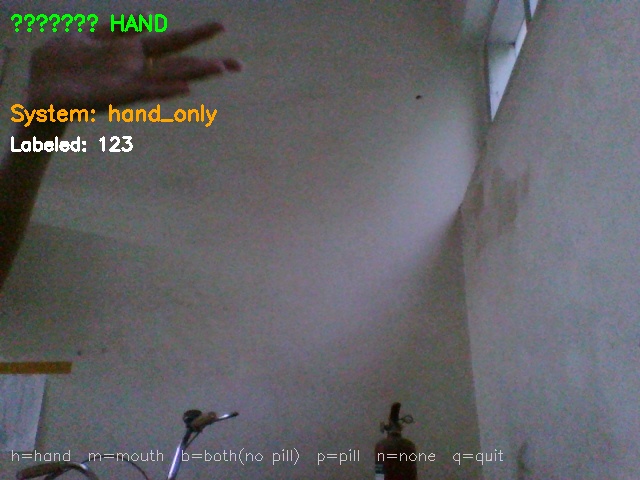 ??????? HAND
System: hand_only
Labeled: 123
h=hand m=mouth b=both(no pill) p=pill n=none q=quit